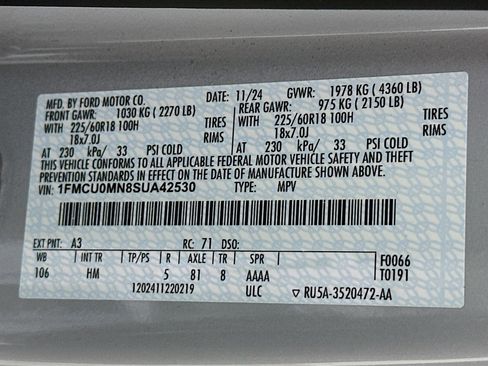 MFD. BY FORD MOTOR CO. DATE: 11/24 GVWR: 1978 KG ( 4360 LB)
FRONT GAWR: 1030 KG ( 2270 LB) REAR GAWR: 975 KG ( 2150 LB)
WITH 225/60R18 100H TIRES WITH 225/60R18 100H TIRES
18x7.0J RIMS 18x7.0J RIMS
AT 230 kPa/ 33 PSI COLD AT 230 kPa/ 33 PSI COLD
THIS VEHICLE CONFORMS TO ALL APPLICABLE FEDERAL MOTOR VEHICLE SAFETY AND THEFT
PREVENTION STANDARDS IN EFFECT ON THE DATE OF MANUFACTURE SHOWN ABOVE.
VIN: 1FMCU0MN8SUA42530 TYPE: MPV
EXT PNT: A3 RC: 71 DSO:
WB INT TR TP/PS R AXLE TR SPR F0066
106 HM 5 81 8 AAAA T0191
1202411220219 ULC ▽ RU5A-3520472-AA